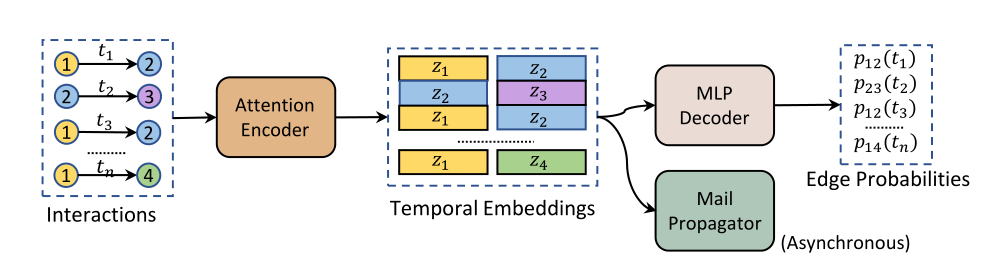 1 t₁ 2
2 t₂ 3
1 t₃ 2
........
1 tₙ 4
Interactions
Attention
Encoder
z₁ z₂
z₂ z₃
z₁ z₂
................
z₁ z₄
Temporal Embeddings
MLP
Decoder
Mail
Propagator
(Asynchronous)
p₁₂(t₁)
p₂₃(t₂)
p₁₂(t₃)
........
p₁₄(tₙ)
Edge Probabilities